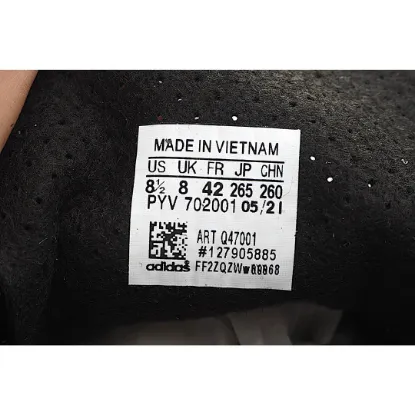 MADE IN VIETNAM
US UK FR JP CHN
8½ 8 42 265 260
PYV 702001 05/21
ART Q47001
#127905885
adidas